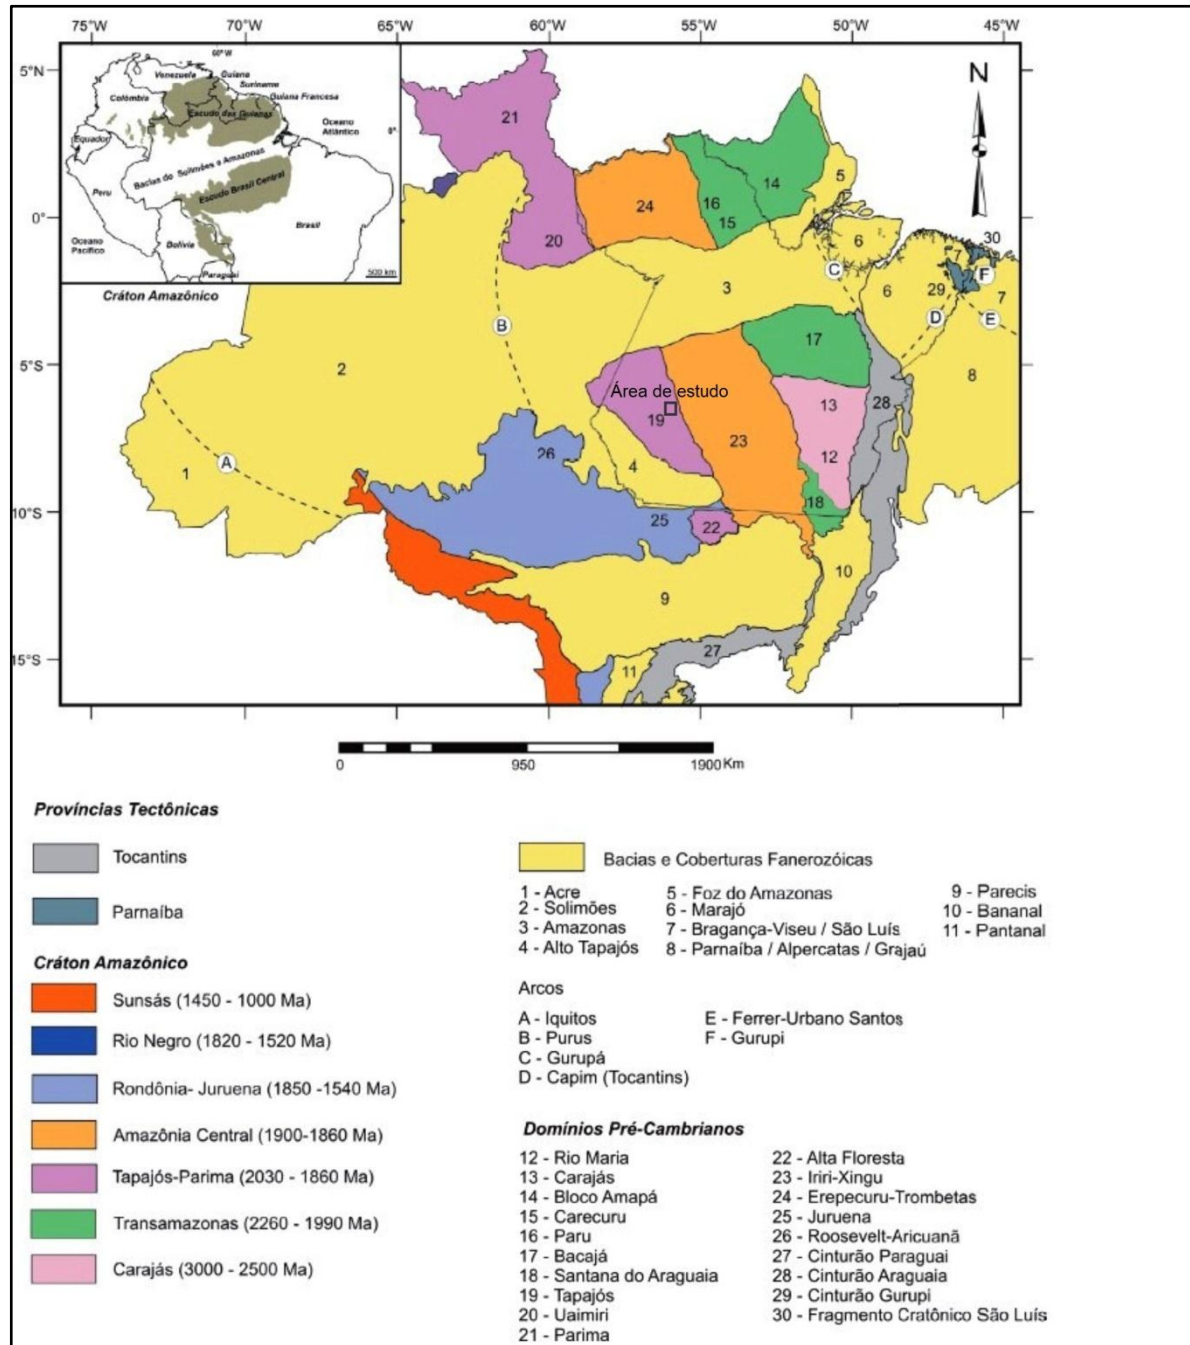 75°W 70°W 65°W 60°W 55°W 50°W 45°W
5°N
0°
5°S
10°S
15°S
60° W
Venezuela
Guiana
Suriname
Guiana Francesa
Colômbia
Escudo das Guianas
Oceano Atlântico
0°
Equador
Bacias do Solimões e Amazonas
Peru
Escudo Brasil Central
Brasil
Bolívia
Oceano Pacífico
Paraguai
500 km
Cráton Amazônico
N
21
20
24
16
15
14
5
6
30
7
F
C
3
6
29
7
D
E
B
2
17
8
Área de estudo
19
13
28
23
12
26
4
A
1
18
25
22
10
9
27
11
0 950 1900 Km
Províncias Tectônicas
Tocantins
Parnaíba
Cráton Amazônico
Sunsás (1450 - 1000 Ma)
Rio Negro (1820 - 1520 Ma)
Rondônia- Juruena (1850 -1540 Ma)
Amazônia Central (1900-1860 Ma)
Tapajós-Parima (2030 - 1860 Ma)
Transamazonas (2260 - 1990 Ma)
Carajás (3000 - 2500 Ma)
Bacias e Coberturas Fanerozóicas
1 - Acre
2 - Solimões
3 - Amazonas
4 - Alto Tapajós
5 - Foz do Amazonas
6 - Marajó
7 - Bragança-Viseu / São Luís
8 - Parnaíba / Alpercatas / Grajaú
9 - Parecis
10 - Bananal
11 - Pantanal
Arcos
A - Iquitos
B - Purus
C - Gurupá
D - Capim (Tocantins)
E - Ferrer-Urbano Santos
F - Gurupi
Domínios Pré-Cambrianos
12 - Rio Maria
13 - Carajás
14 - Bloco Amapá
15 - Carecuru
16 - Paru
17 - Bacajá
18 - Santana do Araguaia
19 - Tapajós
20 - Uaimiri
21 - Parima
22 - Alta Floresta
23 - Iriri-Xingu
24 - Erepecuru-Trombetas
25 - Juruena
26 - Roosevelt-Aricuanã
27 - Cinturão Paraguai
28 - Cinturão Araguaia
29 - Cinturão Gurupi
30 - Fragmento Cratônico São Luís